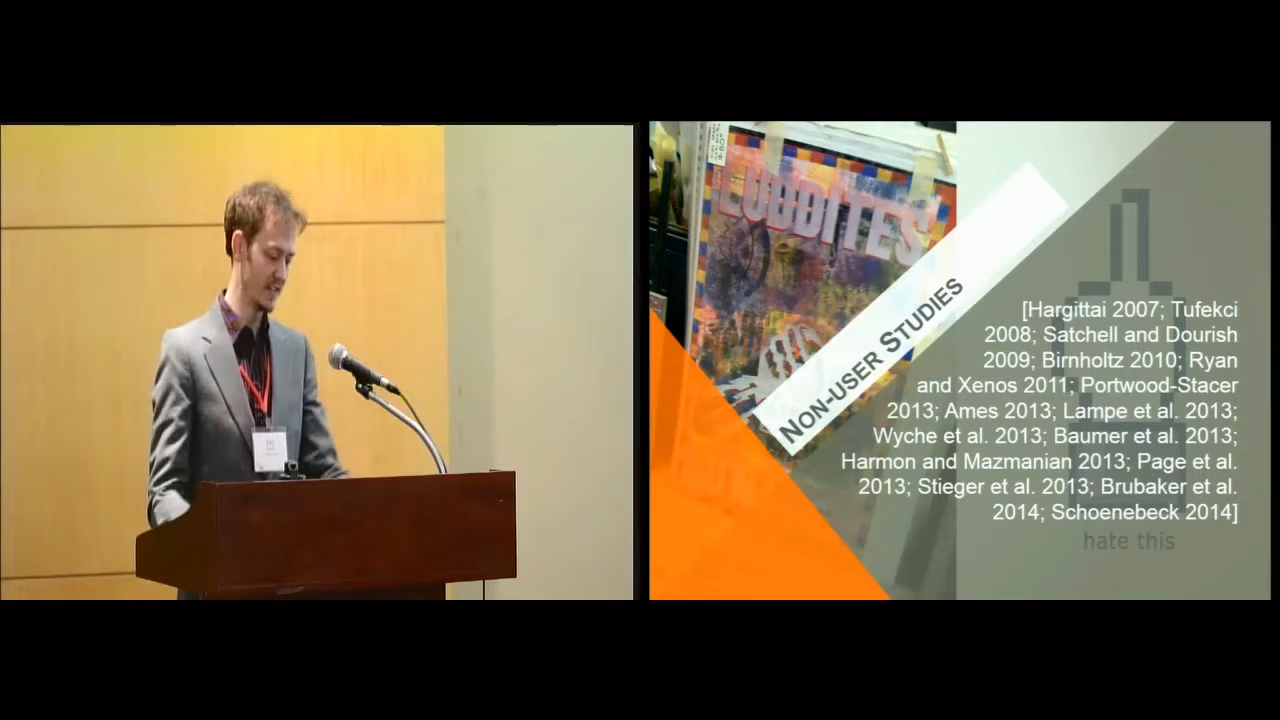 LUDDITES
NON-USER STUDIES
[Hargittai 2007; Tufekci
2008; Satchell and Dourish
2009; Birnholtz 2010; Ryan
and Xenos 2011; Portwood-Stacer
2013; Ames 2013; Lampe et al. 2013;
Wyche et al. 2013; Baumer et al. 2013;
Harmon and Mazmanian 2013; Page et al.
2013; Stieger et al. 2013; Brubaker et al.
2014; Schoenebeck 2014]
hate this